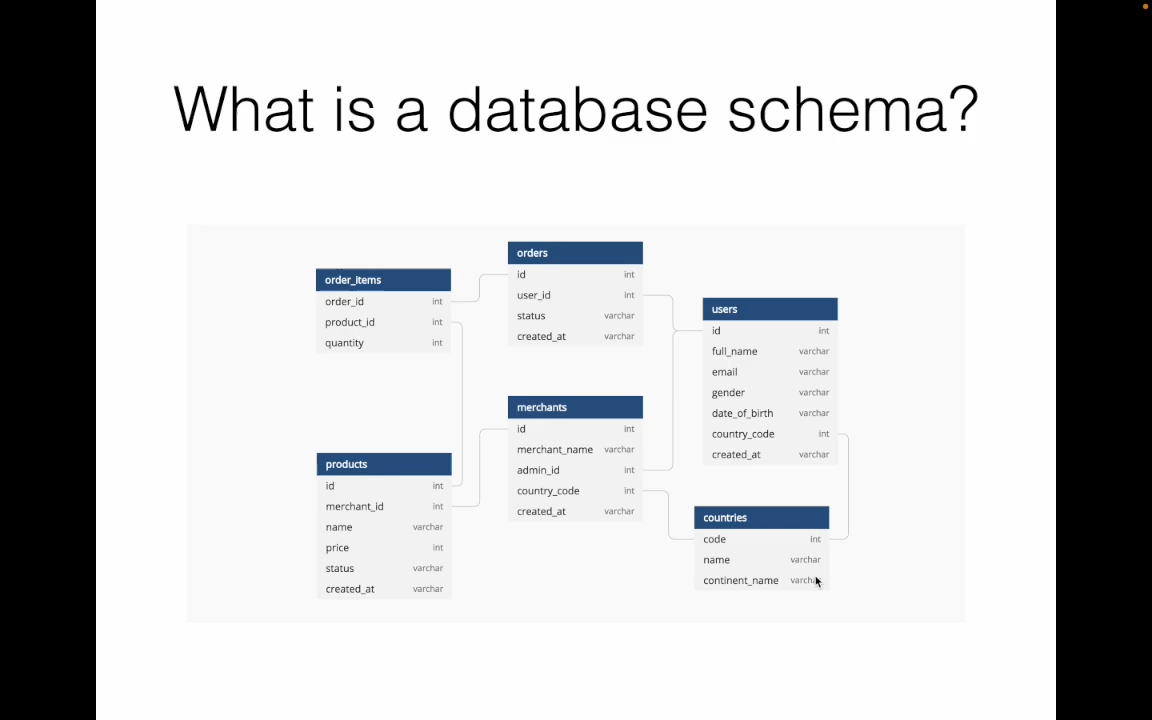 What is a database schema?
order_items
order_id int
product_id int
quantity int
orders
id int
user_id int
status varchar
created_at varchar
users
id int
full_name varchar
email varchar
gender varchar
date_of_birth varchar
country_code int
created_at varchar
merchants
id int
merchant_name varchar
admin_id int
country_code int
created_at varchar
products
id int
merchant_id int
name varchar
price int
status varchar
created_at varchar
countries
code int
name varchar
continent_name varchar